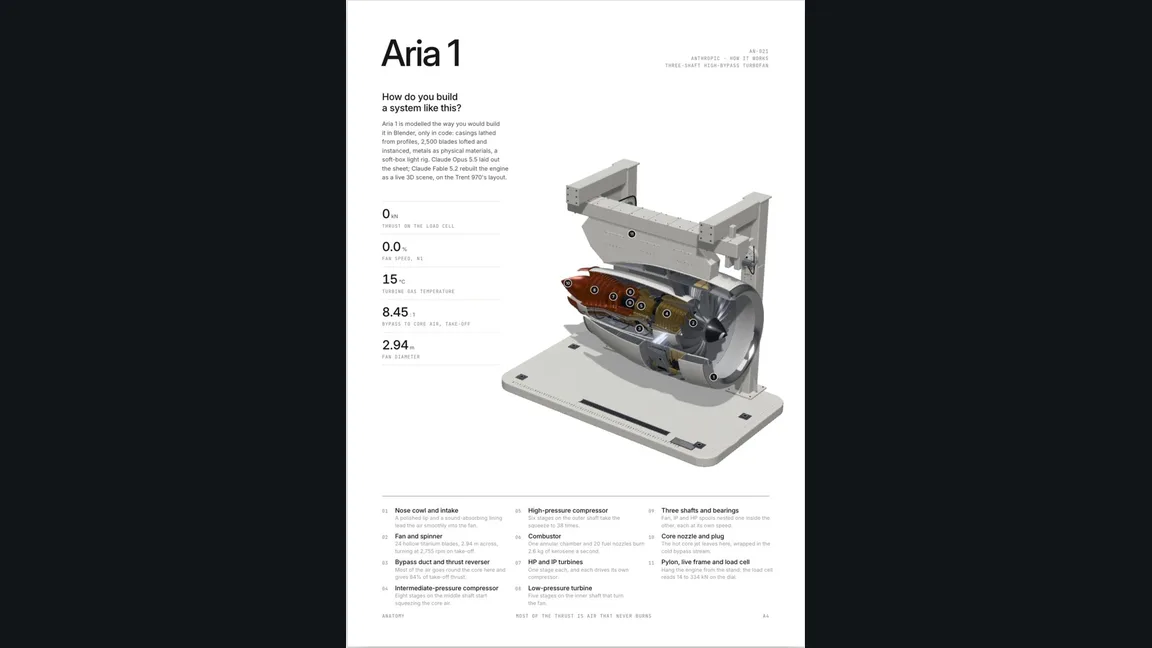 Aria 1
AN-021
ANTHROPIC · HOW IT WORKS
THREE-SHAFT HIGH-BYPASS TURBOFAN
How do you build
a system like this?
Aria 1 is modelled the way you would build
it in Blender, only in code: casings lathed
from profiles, 2,500 blades lofted and
instanced, metals as physical materials, a
soft-box light rig. Claude Opus 5.5 laid out
the sheet; Claude Fable 5.2 rebuilt the engine
as a live 3D scene, on the Trent 970's layout.
0 kN
THRUST ON THE LOAD CELL
0.0 %
FAN SPEED, N1
15 °C
TURBINE GAS TEMPERATURE
8.45 : 1
BYPASS TO CORE AIR, TAKE-OFF
2.94 m
FAN DIAMETER
01 Nose cowl and intake
A polished lip and a sound-absorbing lining
lead the air smoothly into the fan.
02 Fan and spinner
24 hollow titanium blades, 2.94 m across,
turning at 2,755 rpm on take-off.
03 Bypass duct and thrust reverser
Most of the air goes round the core here and
gives 84% of take-off thrust.
04 Intermediate-pressure compressor
Eight stages on the middle shaft start
squeezing the core air.
05 High-pressure compressor
Six stages on the outer shaft take the
squeeze to 38 times.
06 Combustor
One annular chamber and 20 fuel nozzles burn
2.6 kg of kerosene a second.
07 HP and IP turbines
One stage each, and each drives its own
compressor.
08 Low-pressure turbine
Five stages on the inner shaft that turn
the fan.
09 Three shafts and bearings
Fan, IP and HP spools nested one inside the
other, each at its own speed.
10 Core nozzle and plug
The hot core jet leaves here, wrapped in the
cold bypass stream.
11 Pylon, live frame and load cell
Hang the engine from the stand; the load cell
reads 14 to 334 kN on the dial.
ANATOMY
MOST OF THE THRUST IS AIR THAT NEVER BURNS
A4